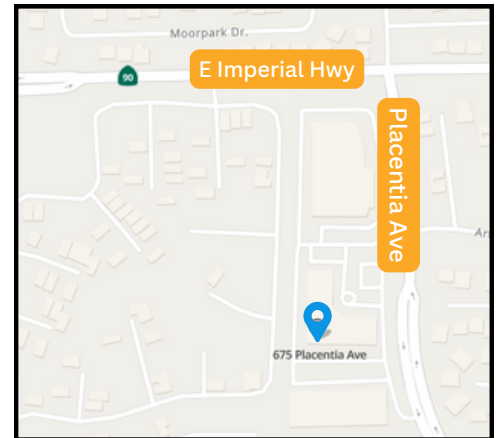 Moorpark Dr.
E Imperial Hwy
90
Placentia Ave
675 Placentia Ave